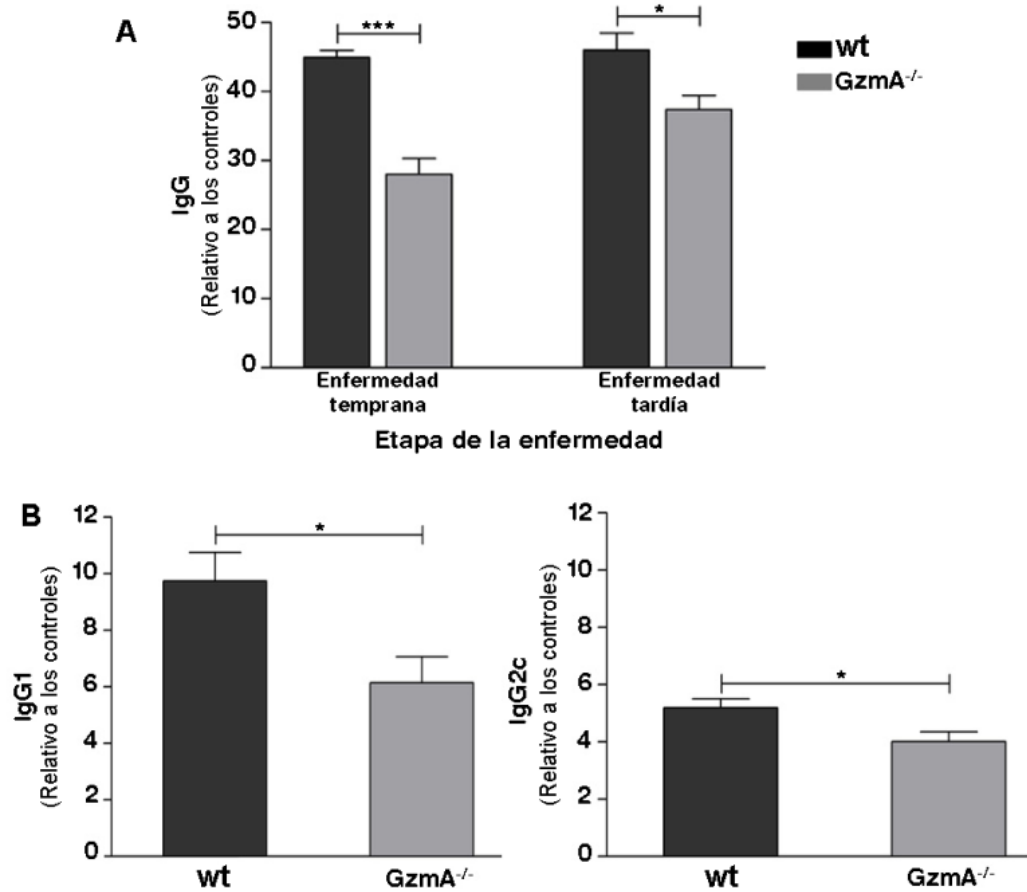 A
IgG
(Relativo a los controles)
50
40
30
20
10
0
***
*
wt
GzmA-/-
Enfermedad
temprana
Enfermedad
tardía
Etapa de la enfermedad
B
IgG1
(Relativo a los controles)
12
10
8
6
4
2
0
*
wt
GzmA-/-
IgG2c
(Relativo a los controles)
12
10
8
6
4
2
0
*
wt
GzmA-/-